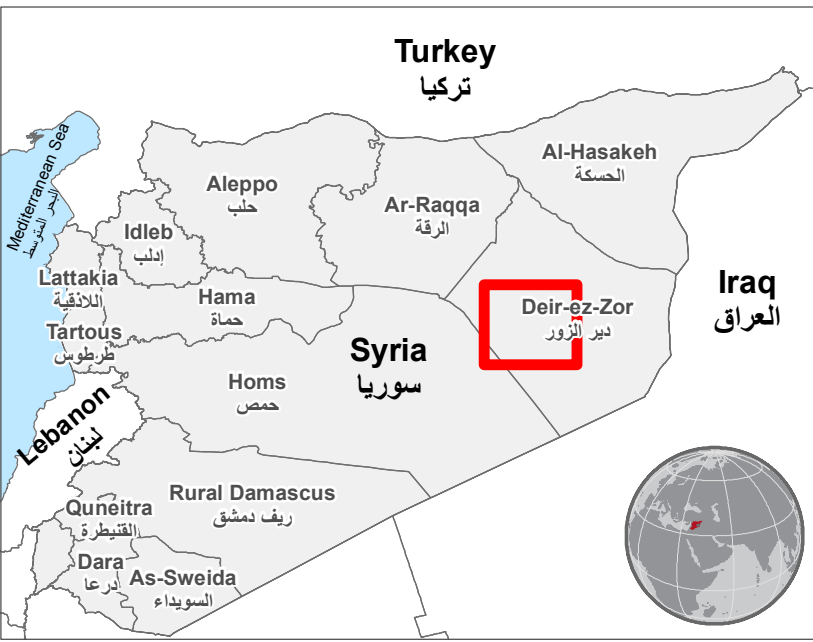 Turkey
تركيا
Mediterranean Sea
البحر المتوسط
Al-Hasakeh
الحسكة
Aleppo
حلب
Ar-Raqqa
الرقة
Idleb
إدلب
Lattakia
اللاذقية
Hama
حماة
Deir-ez-Zor
دير الزور
Iraq
العراق
Tartous
طرطوس
Syria
سوريا
Homs
حمص
Lebanon
لبنان
Rural Damascus
ريف دمشق
Quneitra
القنيطرة
Dara
درعا
As-Sweida
السويداء